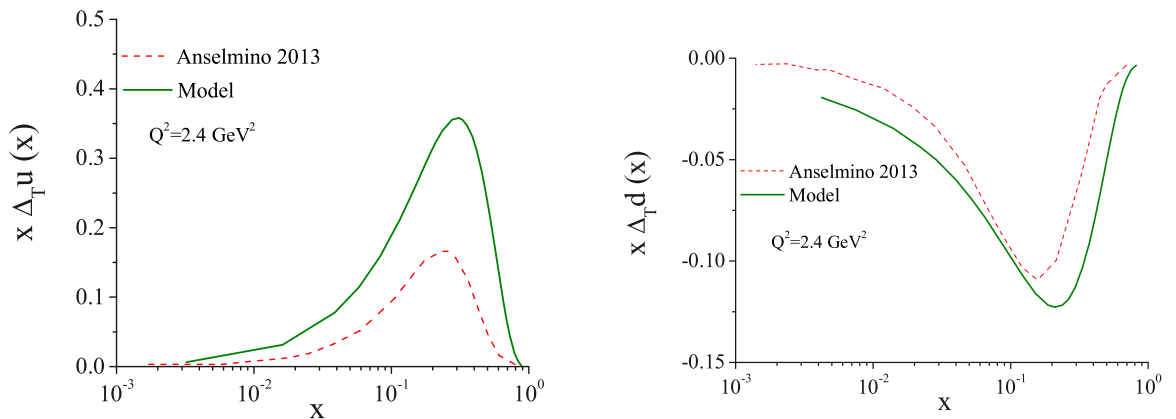 0.5
0.4
0.3
0.2
0.1
0.0
x Δ_T u (x)
Anselmino 2013
Model
Q²=2.4 GeV²
10⁻³
10⁻²
10⁻¹
10⁰
x
0.00
-0.05
-0.10
-0.15
x Δ_T d (x)
Anselmino 2013
Model
Q²=2.4 GeV²
10⁻³
10⁻²
10⁻¹
10⁰
x